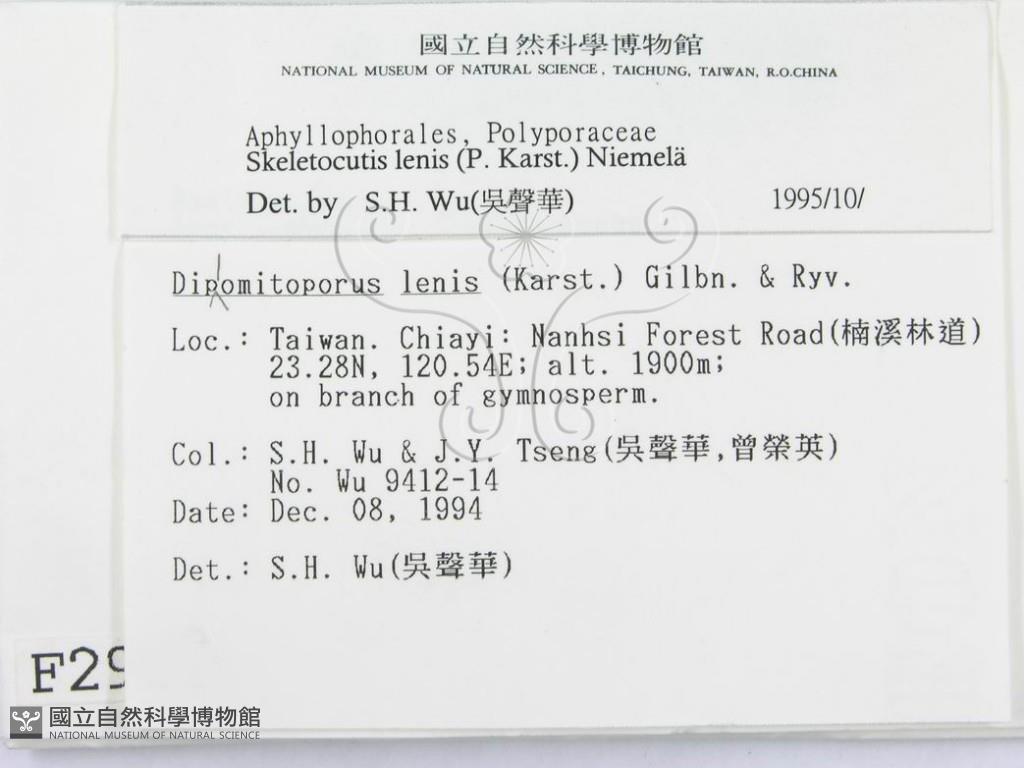 國立自然科學博物館
NATIONAL MUSEUM OF NATURAL SCIENCE, TAICHUNG, TAIWAN, R.O.CHINA
Aphyllophorales, Polyporaceae
Skeletocutis lenis (P. Karst.) Niemelä
Det. by S.H. Wu(吳聲華) 1995/10/
l
Dipomitoporus lenis (Karst.) Gilbn. & Ryv.
Loc.: Taiwan. Chiayi: Nanhsi Forest Road(楠溪林道)
23.28N, 120.54E; alt. 1900m;
on branch of gymnosperm.
Col.: S.H. Wu & J.Y. Tseng(吳聲華,曾榮英)
No. Wu 9412-14
Date: Dec. 08, 1994
Det.: S.H. Wu(吳聲華)
F29
國立自然科學博物館
NATIONAL MUSEUM OF NATURAL SCIENCE